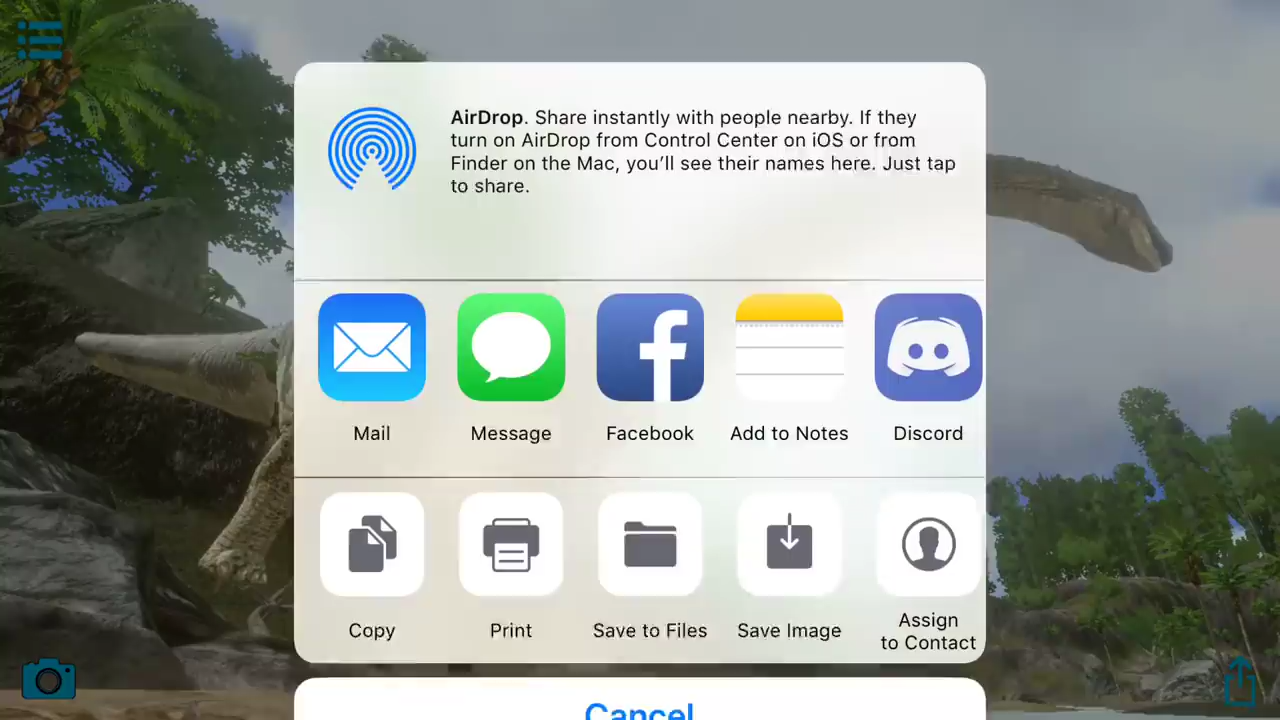 AirDrop. Share instantly with people nearby. If they
turn on AirDrop from Control Center on iOS or from
Finder on the Mac, you’ll see their names here. Just tap
to share.
Mail
Message
Facebook
Add to Notes
Discord
Copy
Print
Save to Files
Save Image
Assign
to Contact
Cancel